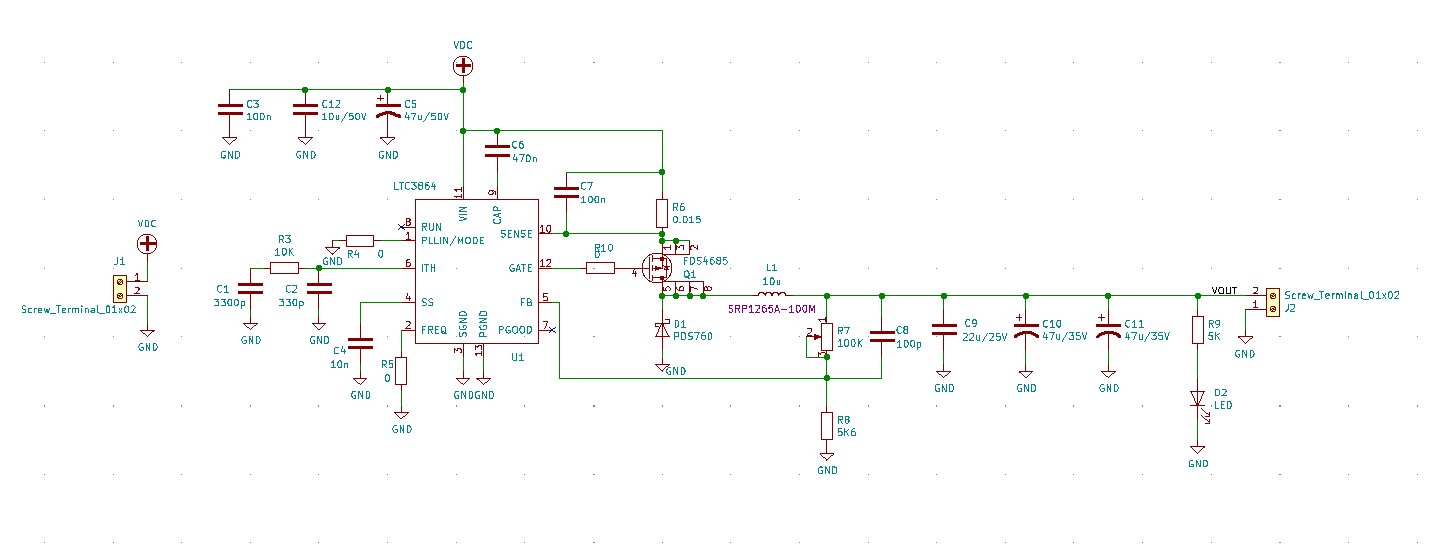 VDC
C3
100n
GND
C12
10u/50V
GND
C5
47u/50V
GND
C6
470n
LTC3864
11
VIN
9
CAP
8
RUN
1
PLLIN/MODE
6
ITH
4
SS
2
FREQ
SENSE
10
GATE
12
FB
5
PGOOD
7
SGND
3
PGND
13
U1
C7
100n
R6
0.015
R10
0
1
3
2
FDS4685
4
Q1
5
6
7
8
VDC
J1
1
2
Screw_Terminal_01x02
GND
R3
10K
GND
R4
0
C1
3300p
GND
C2
330p
GND
C4
10n
GND
R5
0
GND
GND
GND
D1
PDS760
GND
L1
10u
SRP1265A-100M
1
2
3
R7
100K
C8
100p
R8
5K6
GND
C9
22u/25V
GND
C10
47u/35V
GND
C11
47u/35V
GND
VOUT
2
Screw_Terminal_01x02
1
J2
GND
R9
5K
D2
LED
GND